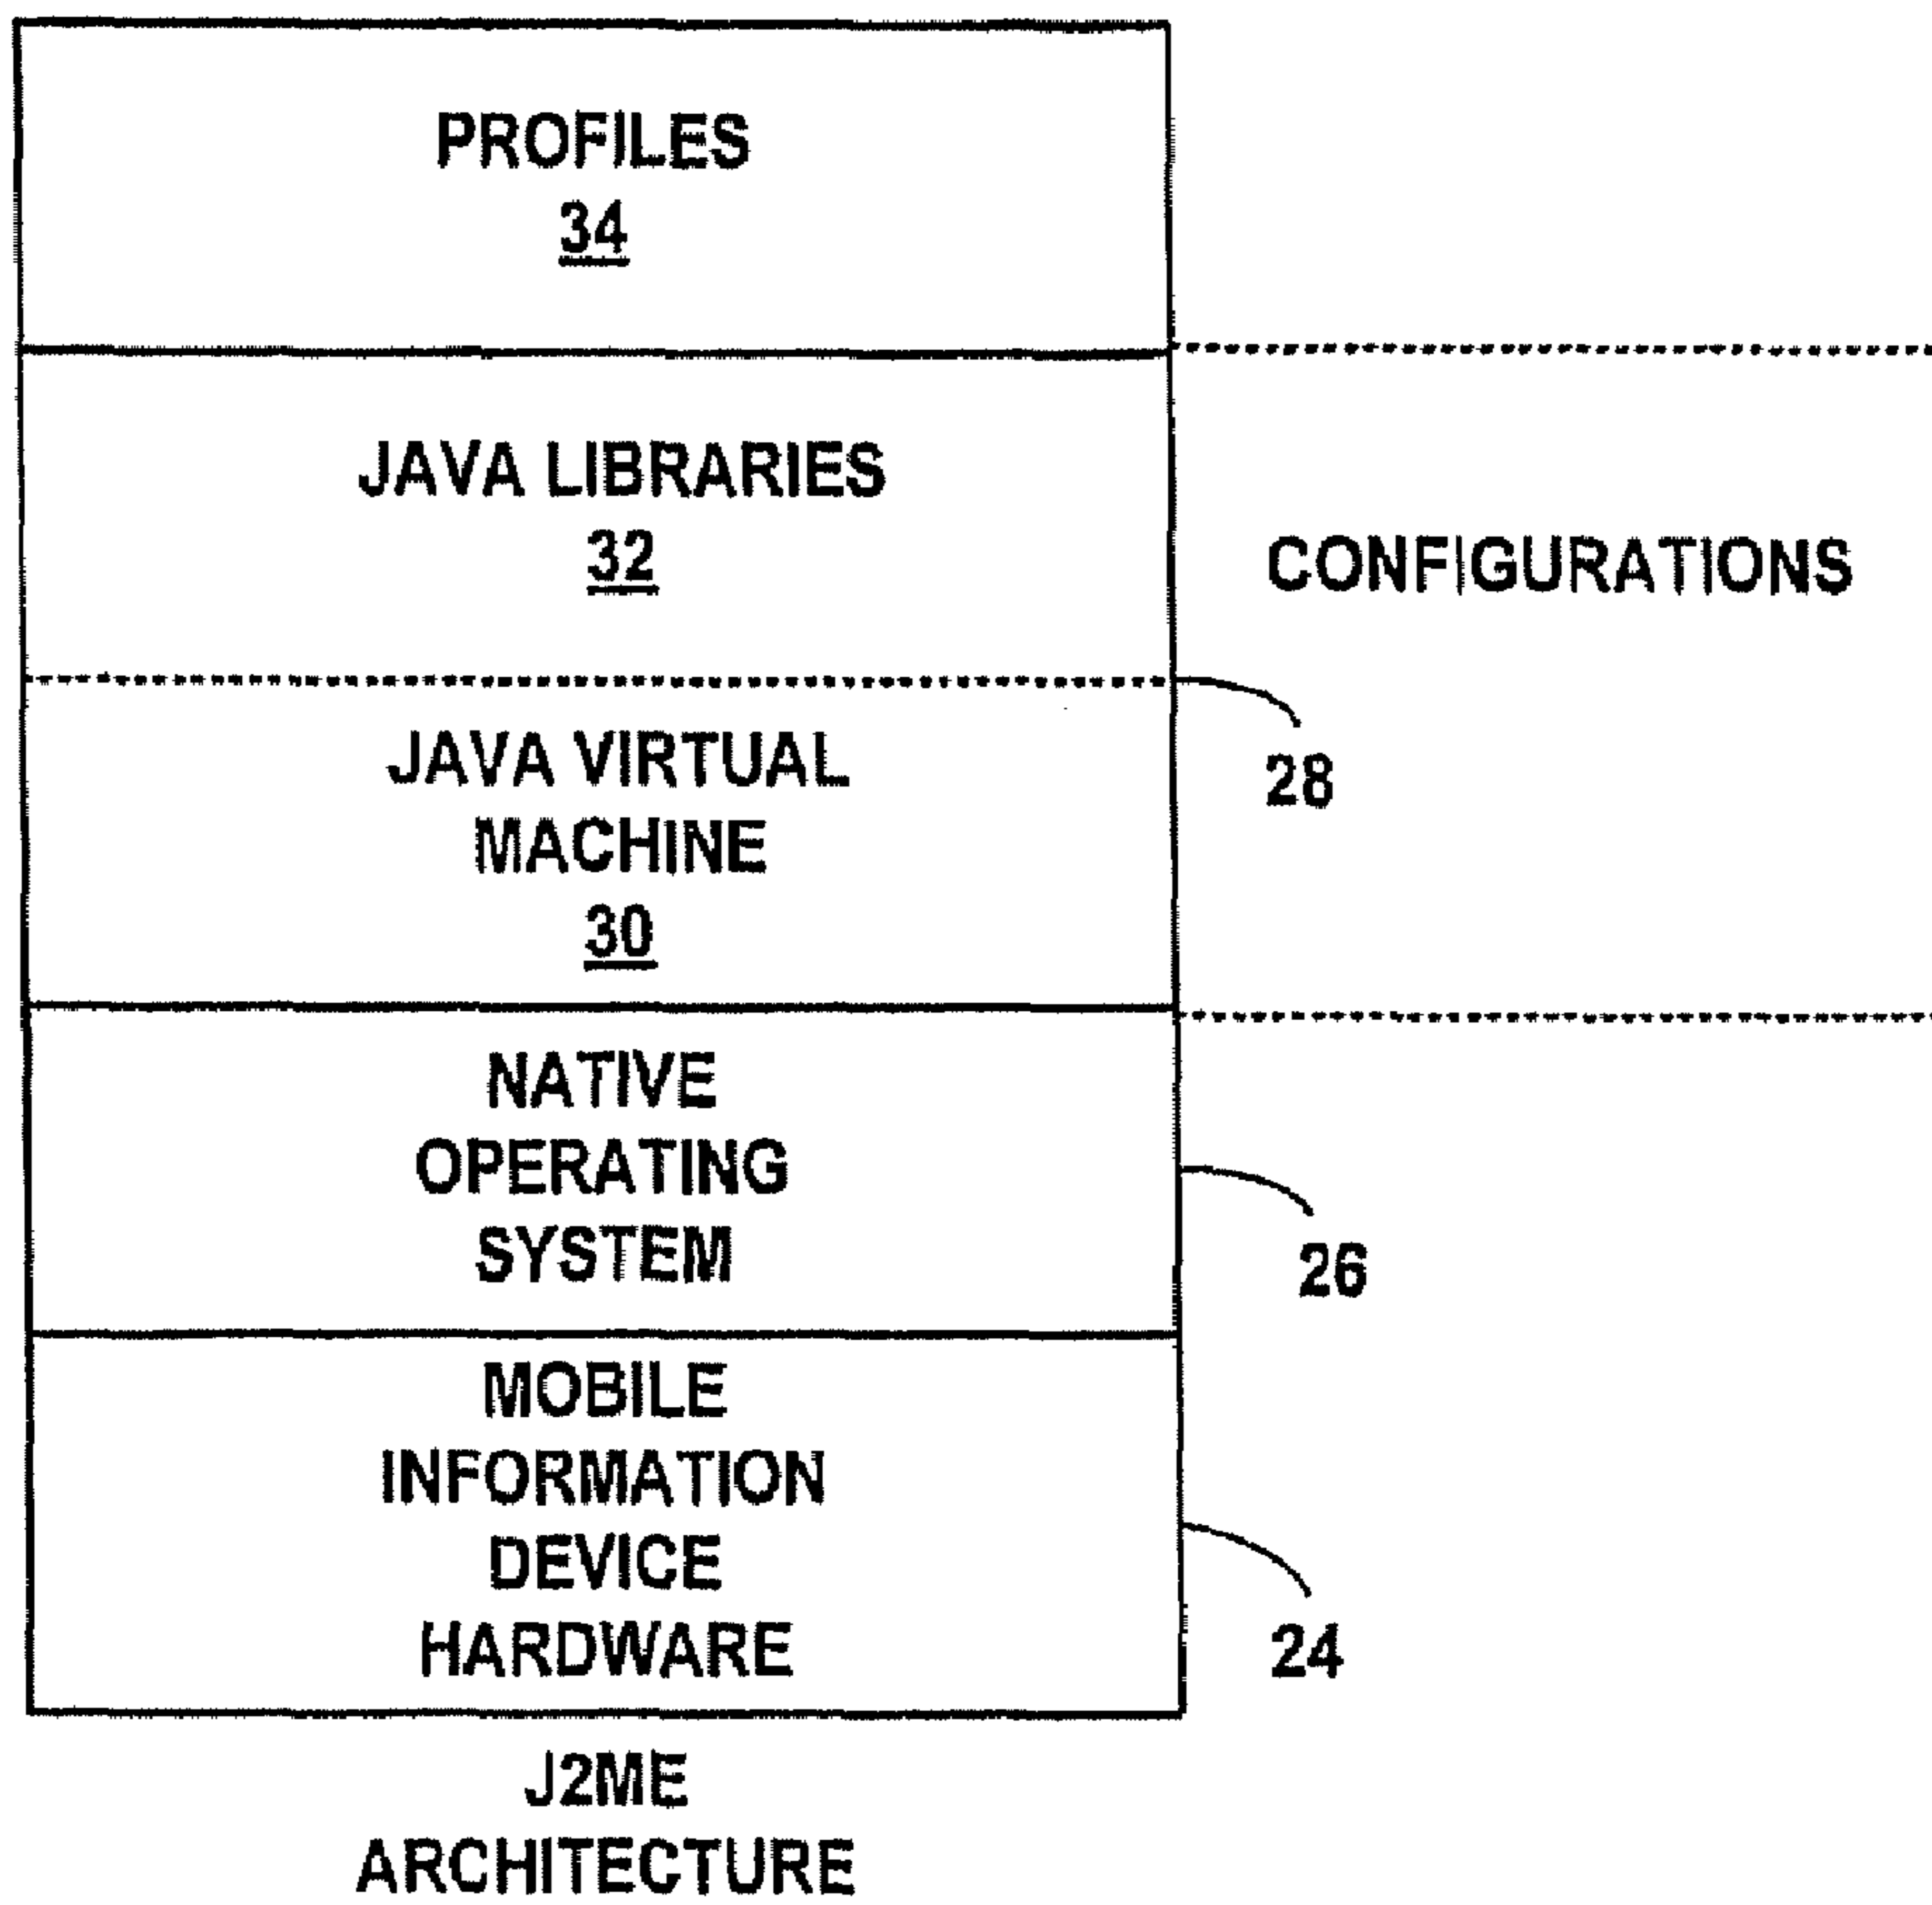 PROFILES
34
JAVA LIBRARIES
32
CONFIGURATIONS
JAVA VIRTUAL
MACHINE
30
28
NATIVE
OPERATING
SYSTEM
26
MOBILE
INFORMATION
DEVICE
HARDWARE
24
J2ME
ARCHITECTURE